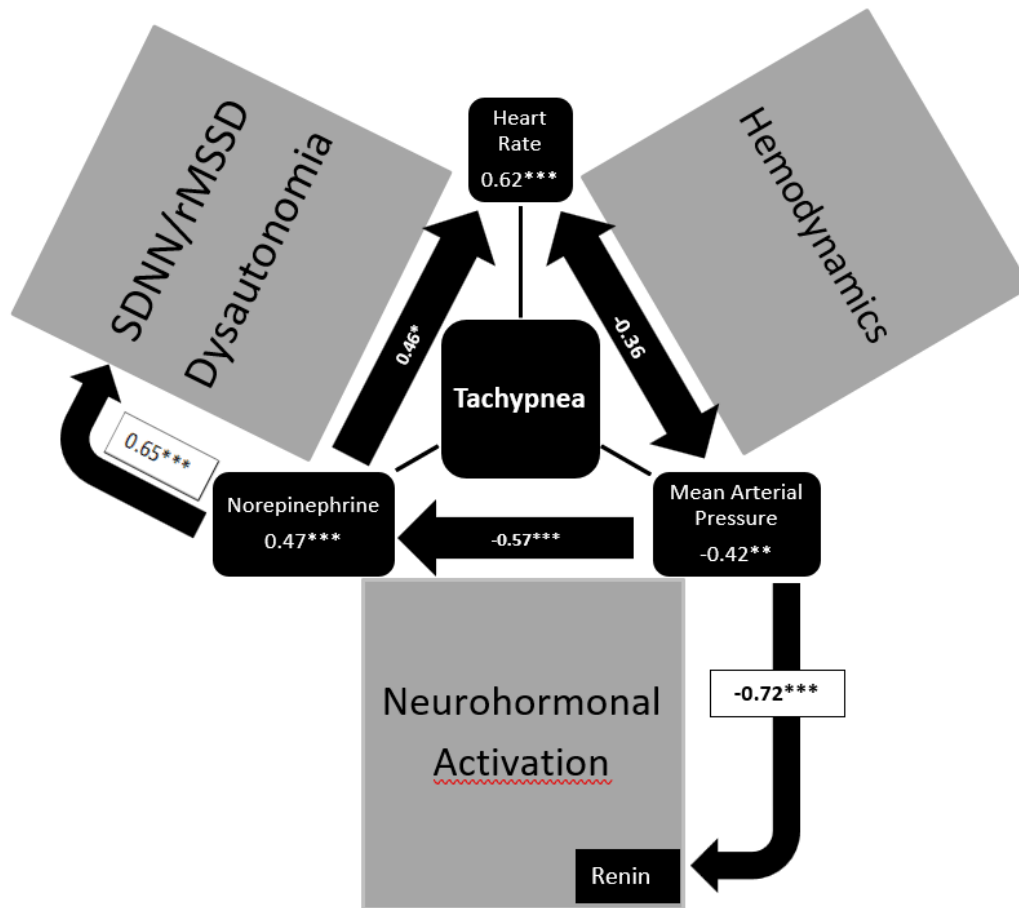 Heart
Rate
0.62***
SDNN/rMSSD
Dysautonomia
Hemodynamics
0.46*
-0.36
Tachypnea
0.65***
Norepinephrine
0.47***
-0.57***
Mean Arterial
Pressure
-0.42**
Neurohormonal
Activation
-0.72***
Renin